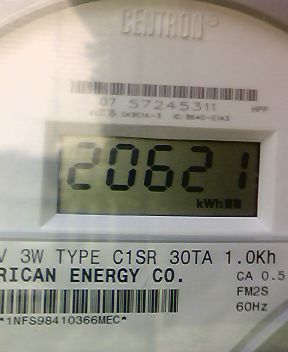 CENTRON®
07 57245311 APP
20621
kWh
V 3W TYPE C1SR 30TA 1.0Kh
RICAN ENERGY CO. CA 0.5
FM2S
*1NFS98410366MEC* 60Hz